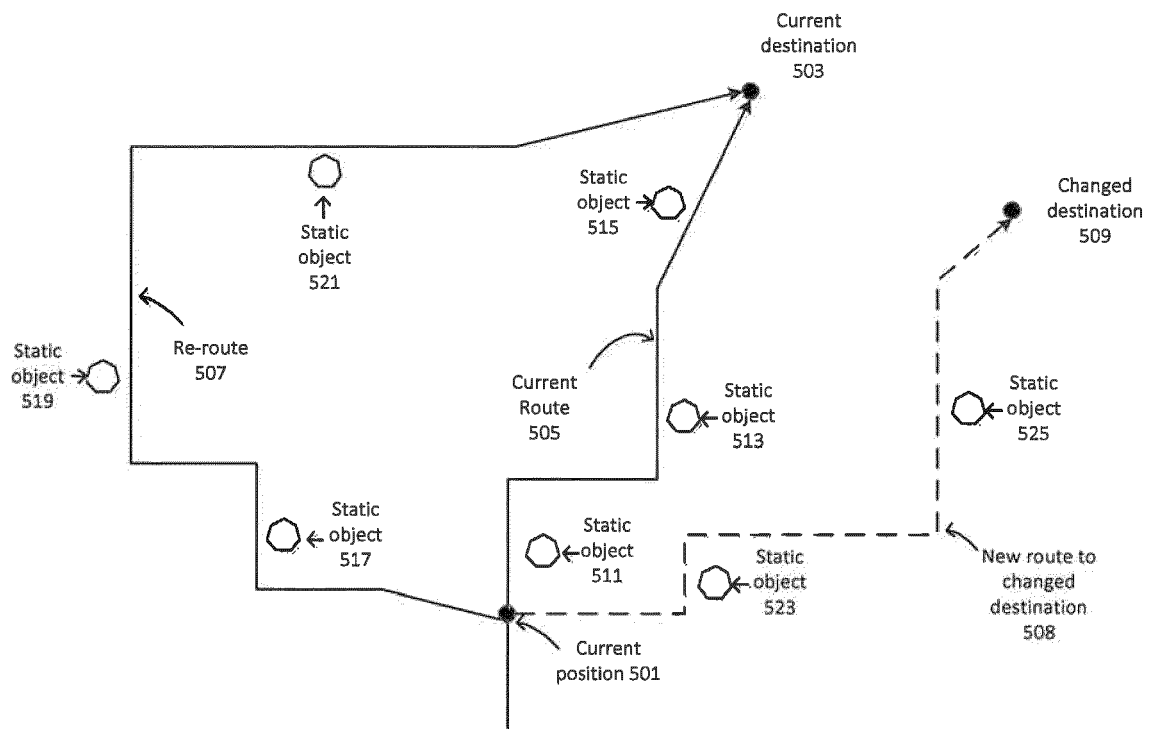 Current
destination
503
Static
object
515
Changed
destination
509
Static
object
521
Re-route
507
Static
object
519
Current
Route
505
Static
object
513
Static
object
525
Static
object
517
Static
object
511
Static
object
523
New route to
changed
destination
508
Current
position 501